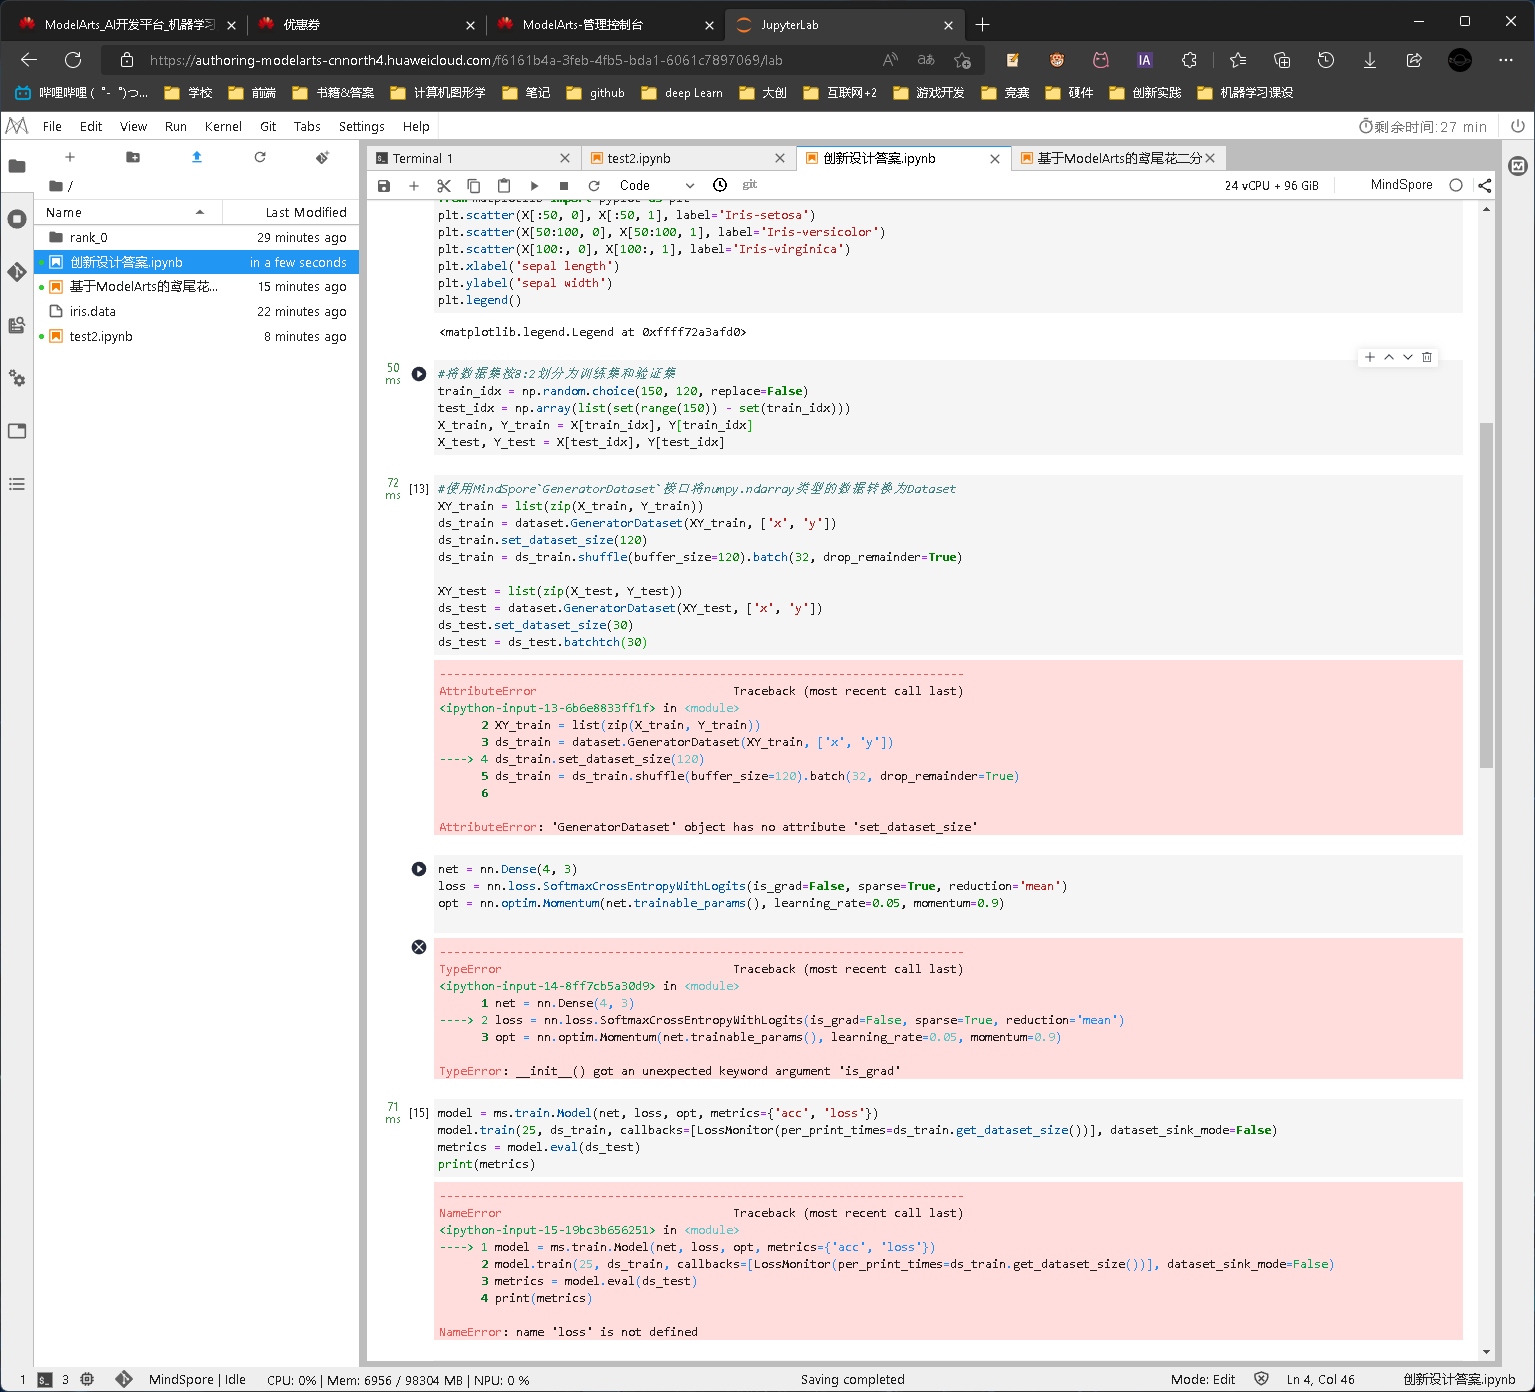 ModelArts_AI开发平台_机器学习
优惠券
ModelArts-管理控制台
JupyterLab
https://authoring-modelarts-cnnorth4.huaweicloud.com/f6161b4a-3feb-4fb5-bda1-6061c7897069/lab
哔哩哔哩 ( ゜- ゜)つ...
学校
前端
书籍&答案
计算机图形学
笔记
github
deep Learn
大创
互联网+2
游戏开发
竞赛
硬件
创新实践
机器学习课设
File Edit View Run Kernel Git Tabs Settings Help
剩余时间:27 min
/
Name Last Modified
rank_0 29 minutes ago
创新设计答案.ipynb in a few seconds
基于ModelArts的鸢尾花... 15 minutes ago
iris.data 22 minutes ago
test2.ipynb 8 minutes ago
Terminal 1
test2.ipynb
创新设计答案.ipynb
基于ModelArts的鸢尾花二分
Code git 24 vCPU + 96 GiB MindSpore
from matplotlib import pyplot as plt
plt.scatter(X[:50, 0], X[:50, 1], label='Iris-setosa')
plt.scatter(X[50:100, 0], X[50:100, 1], label='Iris-versicolor')
plt.scatter(X[100:, 0], X[100:, 1], label='Iris-virginica')
plt.xlabel('sepal length')
plt.ylabel('sepal width')
plt.legend()
<matplotlib.legend.Legend at 0xffff72a3afd0>
50 ms
#将数据集按8:2划分为训练集和验证集
train_idx = np.random.choice(150, 120, replace=False)
test_idx = np.array(list(set(range(150)) - set(train_idx)))
X_train, Y_train = X[train_idx], Y[train_idx]
X_test, Y_test = X[test_idx], Y[test_idx]
72 ms
[13] #使用MindSpore`GeneratorDataset`接口将numpy.ndarray类型的数据转换为Dataset
XY_train = list(zip(X_train, Y_train))
ds_train = dataset.GeneratorDataset(XY_train, ['x', 'y'])
ds_train.set_dataset_size(120)
ds_train = ds_train.shuffle(buffer_size=120).batch(32, drop_remainder=True)
XY_test = list(zip(X_test, Y_test))
ds_test = dataset.GeneratorDataset(XY_test, ['x', 'y'])
ds_test.set_dataset_size(30)
ds_test = ds_test.batchtch(30)
---------------------------------------------------------------------------
AttributeError Traceback (most recent call last)
<ipython-input-13-6b6e8833ff1f> in <module>
2 XY_train = list(zip(X_train, Y_train))
3 ds_train = dataset.GeneratorDataset(XY_train, ['x', 'y'])
----> 4 ds_train.set_dataset_size(120)
5 ds_train = ds_train.shuffle(buffer_size=120).batch(32, drop_remainder=True)
6
AttributeError: 'GeneratorDataset' object has no attribute 'set_dataset_size'
net = nn.Dense(4, 3)
loss = nn.loss.SoftmaxCrossEntropyWithLogits(is_grad=False, sparse=True, reduction='mean')
opt = nn.optim.Momentum(net.trainable_params(), learning_rate=0.05, momentum=0.9)
---------------------------------------------------------------------------
TypeError Traceback (most recent call last)
<ipython-input-14-8ff7cb5a30d9> in <module>
1 net = nn.Dense(4, 3)
----> 2 loss = nn.loss.SoftmaxCrossEntropyWithLogits(is_grad=False, sparse=True, reduction='mean')
3 opt = nn.optim.Momentum(net.trainable_params(), learning_rate=0.05, momentum=0.9)
TypeError: __init__() got an unexpected keyword argument 'is_grad'
71 ms
[15] model = ms.train.Model(net, loss, opt, metrics={'acc', 'loss'})
model.train(25, ds_train, callbacks=[LossMonitor(per_print_times=ds_train.get_dataset_size())], dataset_sink_mode=False)
metrics = model.eval(ds_test)
print(metrics)
---------------------------------------------------------------------------
NameError Traceback (most recent call last)
<ipython-input-15-19bc3b656251> in <module>
----> 1 model = ms.train.Model(net, loss, opt, metrics={'acc', 'loss'})
2 model.train(25, ds_train, callbacks=[LossMonitor(per_print_times=ds_train.get_dataset_size())], dataset_sink_mode=False)
3 metrics = model.eval(ds_test)
4 print(metrics)
NameError: name 'loss' is not defined
1 3 MindSpore | Idle CPU: 0% | Mem: 6956 / 98304 MB | NPU: 0 % Saving completed Mode: Edit Ln 4, Col 46 创新设计答案.ipynb